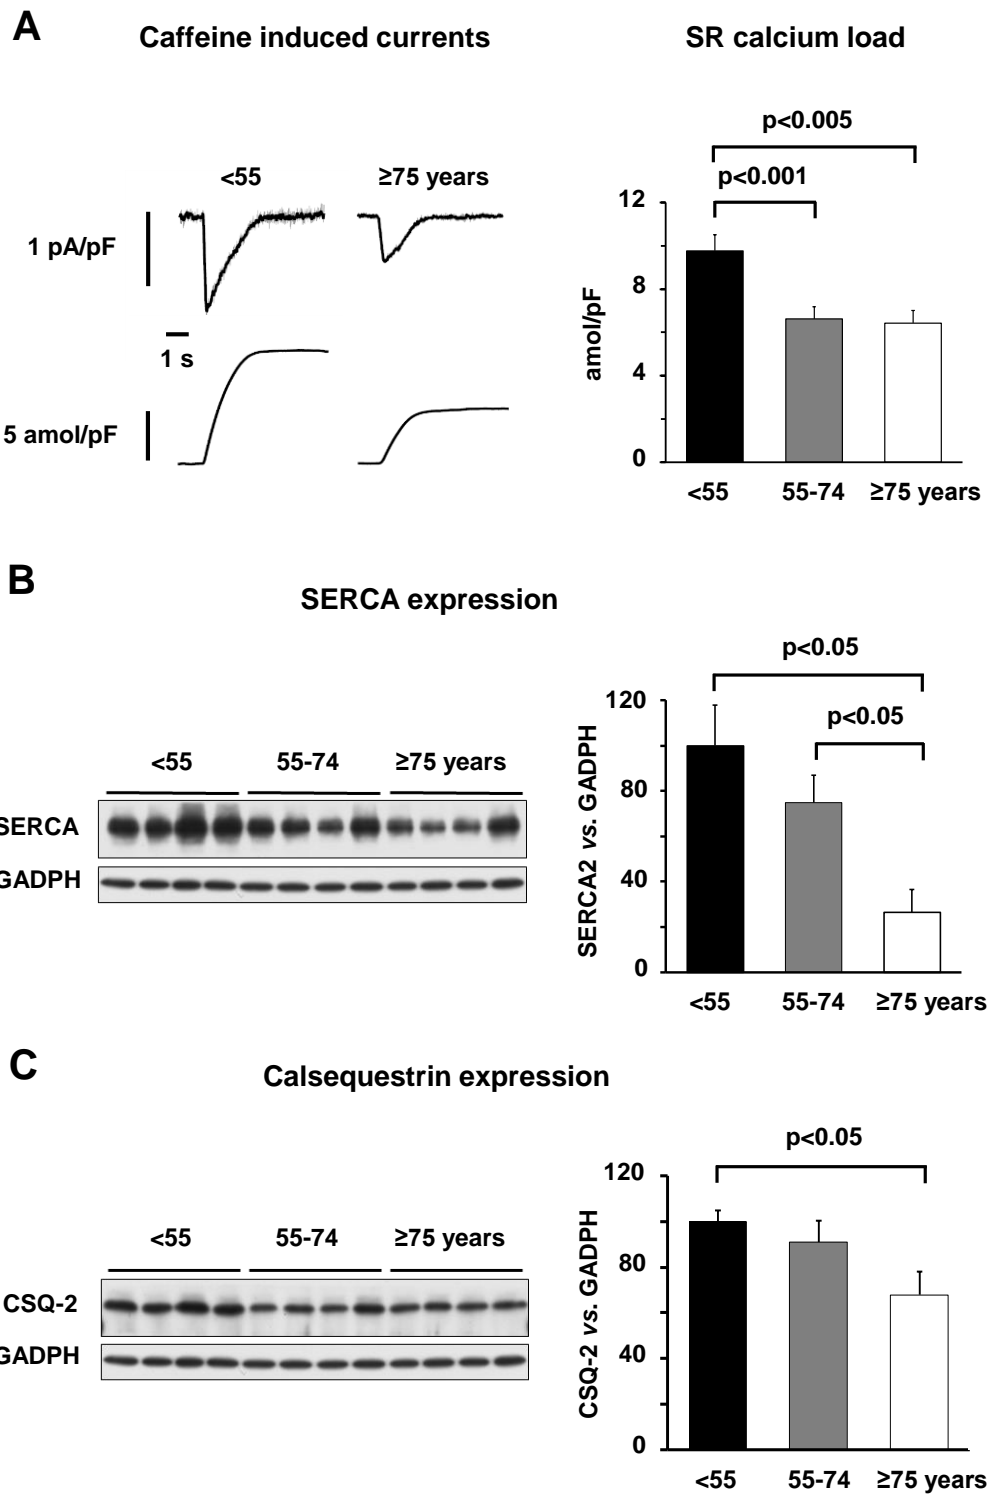 A
Caffeine induced currents
SR calcium load
<55
≥75 years
1 pA/pF
1 s
5 amol/pF
p<0.005
p<0.001
12
8
4
0
amol/pF
<55
55-74
≥75 years
B
SERCA expression
<55
55-74
≥75 years
SERCA
GADPH
p<0.05
p<0.05
120
80
40
0
SERCA2 vs. GADPH
<55
55-74
≥75 years
C
Calsequestrin expression
<55
55-74
≥75 years
CSQ-2
GADPH
p<0.05
120
80
40
0
CSQ-2 vs. GADPH
<55
55-74
≥75 years